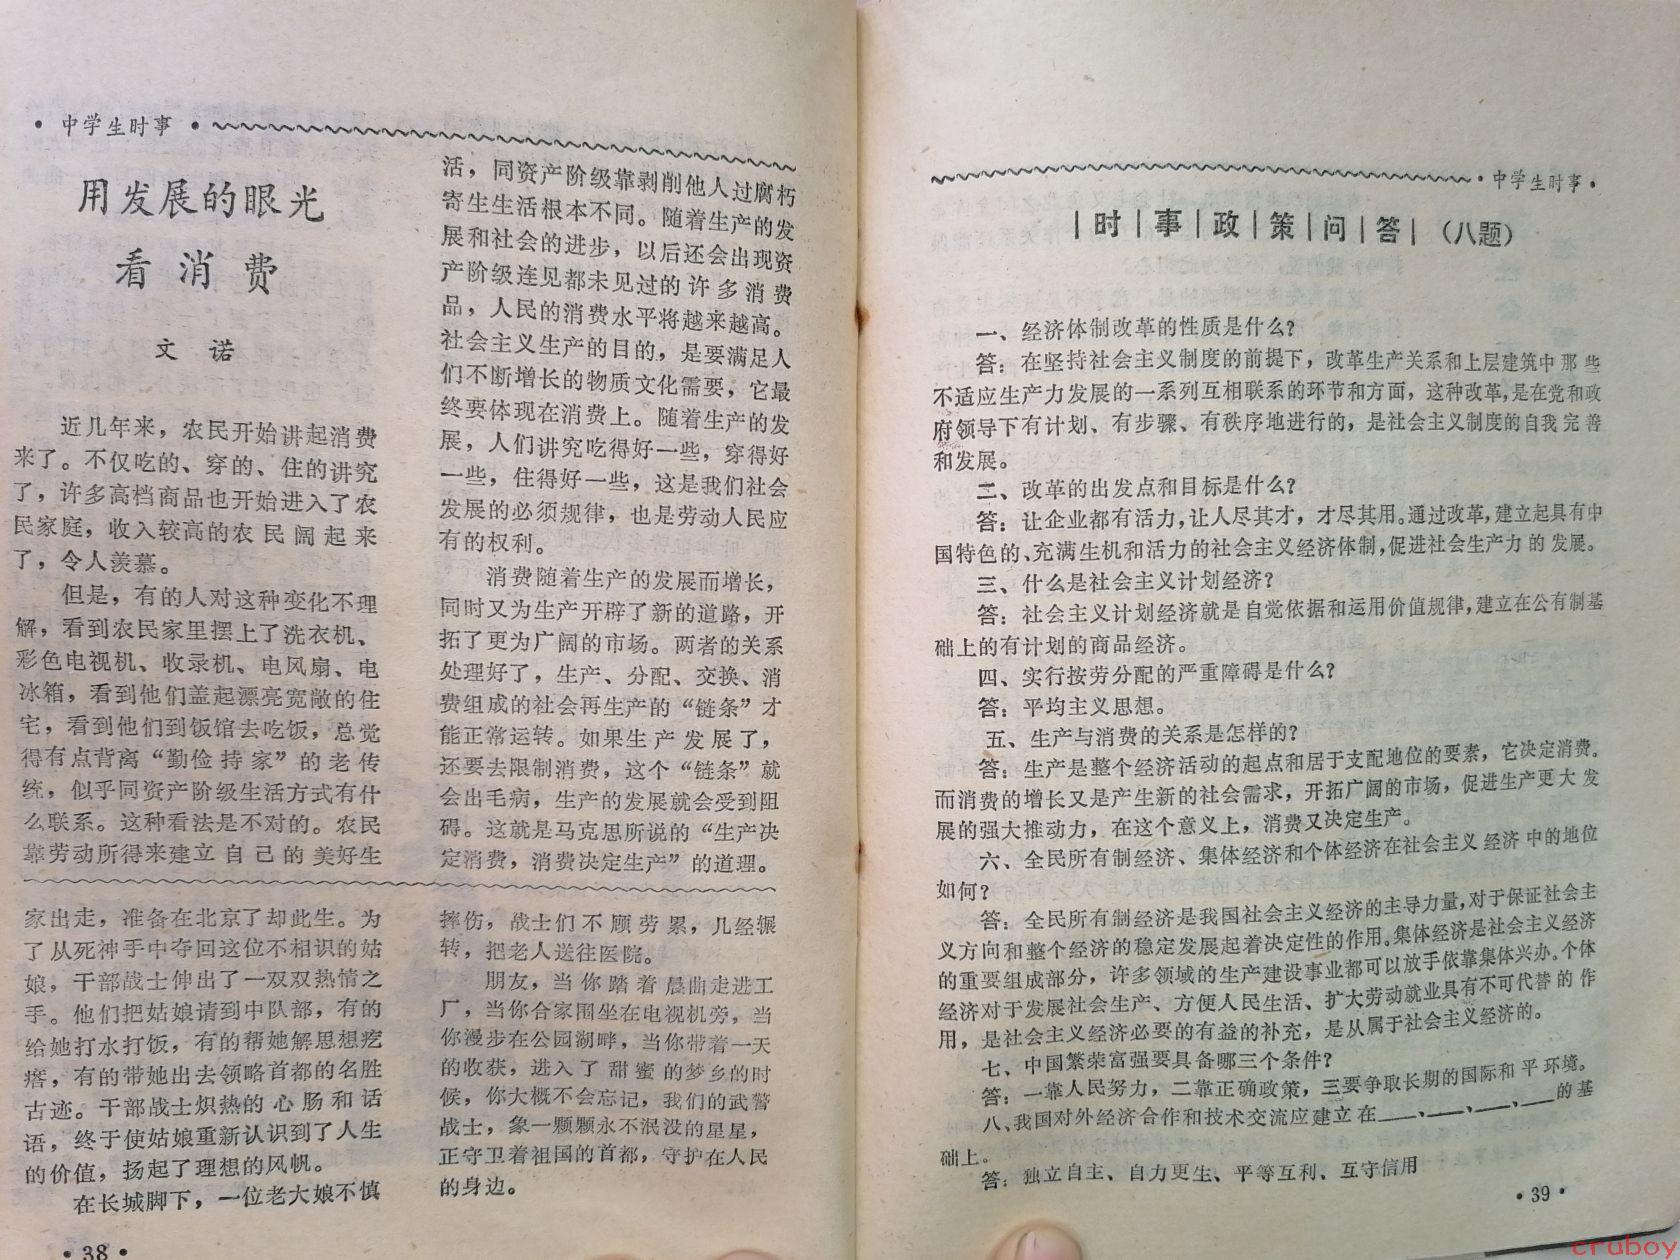 • 中学生时事 •
用发展的眼光
看消费
文 诺
近几年来，农民开始讲起消费
来了。不仅吃的、穿的、住的讲究
了，许多高档商品也开始进入了农
民家庭，收入较高的农民阔起来
了，令人羡慕。
但是，有的人对这种变化不理
解，看到农民家里摆上了洗衣机、
彩色电视机、收录机、电风扇、电
冰箱，看到他们盖起漂亮宽敞的住
宅，看到他们到饭馆去吃饭，总觉
得有点背离“勤俭持家”的老传
统，似乎同资产阶级生活方式有什
么联系。这种看法是不对的。农民
靠劳动所得来建立自己的美好生
活，同资产阶级靠剥削他人过腐朽
寄生生活根本不同。随着生产的发
展和社会的进步，以后还会出现资
产阶级连见都未见过的许多消费
品，人民的消费水平将越来越高。
社会主义生产的目的，是要满足人
们不断增长的物质文化需要，它最
终要体现在消费上。随着生产的发
展，人们讲究吃得好一些，穿得好
一些，住得好一些，这是我们社会
发展的必须规律，也是劳动人民应
有的权利。
消费随着生产的发展而增长，
同时又为生产开辟了新的道路，开
拓了更为广阔的市场。两者的关系
处理好了，生产、分配、交换、消
费组成的社会再生产的“链条”才
能正常运转。如果生产发展了，
还要去限制消费，这个“链条”就
会出毛病，生产的发展就会受到阻
碍。这就是马克思所说的“生产决
定消费，消费决定生产”的道理。
家出走，准备在北京了却此生。为
了从死神手中夺回这位不相识的姑
娘，干部战士伸出了一双双热情之
手。他们把姑娘请到中队部，有的
给她打水打饭，有的帮她解思想疙
瘩，有的带她出去领略首都的名胜
古迹。干部战士炽热的心肠和话
语，终于使姑娘重新认识到了人生
的价值，扬起了理想的风帆。
在长城脚下，一位老大娘不慎
摔伤，战士们不顾劳累，几经辗
转，把老人送往医院。
朋友，当你踏着晨曲走进工
厂，当你合家围坐在电视机旁，当
你漫步在公园湖畔，当你带着一天
的收获，进入了甜蜜的梦乡的时
候，你大概不会忘记，我们的武警
战士，象一颗颗永不泯没的星星，
正守卫着祖国的首都，守护在人民
的身边。
• 38 •
• 中学生时事 •
时事政策问答（八题）
一、经济体制改革的性质是什么？
答：在坚持社会主义制度的前提下，改革生产关系和上层建筑中那些
不适应生产力发展的一系列互相联系的环节和方面，这种改革，是在党和政
府领导下有计划、有步骤、有秩序地进行的，是社会主义制度的自我完善
和发展。
二、改革的出发点和目标是什么？
答：让企业都有活力，让人尽其才，才尽其用。通过改革，建立起具有中
国特色的、充满生机和活力的社会主义经济体制，促进社会生产力的发展。
三、什么是社会主义计划经济？
答：社会主义计划经济就是自觉依据和运用价值规律，建立在公有制基
础上的有计划的商品经济。
四、实行按劳分配的严重障碍是什么？
答：平均主义思想。
五、生产与消费的关系是怎样的？
答：生产是整个经济活动的起点和居于支配地位的要素，它决定消费。
而消费的增长又是产生新的社会需求，开拓广阔的市场，促进生产更大发
展的强大推动力，在这个意义上，消费又决定生产。
六、全民所有制经济、集体经济和个体经济在社会主义经济中的地位
如何？
答：全民所有制经济是我国社会主义经济的主导力量，对于保证社会主
义方向和整个经济的稳定发展起着决定性的作用。集体经济是社会主义经济
的重要组成部分，许多领域的生产建设事业都可以放手依靠集体兴办。个体
经济对于发展社会生产、方便人民生活、扩大劳动就业具有不可代替的作
用，是社会主义经济必要的有益的补充，是从属于社会主义经济的。
七、中国繁荣富强要具备哪三个条件？
答：一靠人民努力，二靠正确政策，三要争取长期的国际和平环境。
八、我国对外经济合作和技术交流应建立在___、___、___、___的基
础上。
答：独立自主、自力更生、平等互利、互守信用
• 39 •
cruboy